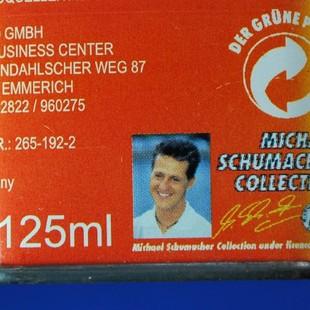 GMBH
BUSINESS CENTER
NDAHLSCHER WEG 87
EMMERICH
2822 / 960275
R.: 265-192-2
ny
125ml
DER GRÜNE P
MICH
SCHUMAC
COLLECT
Michael Schumacher Collection under licence